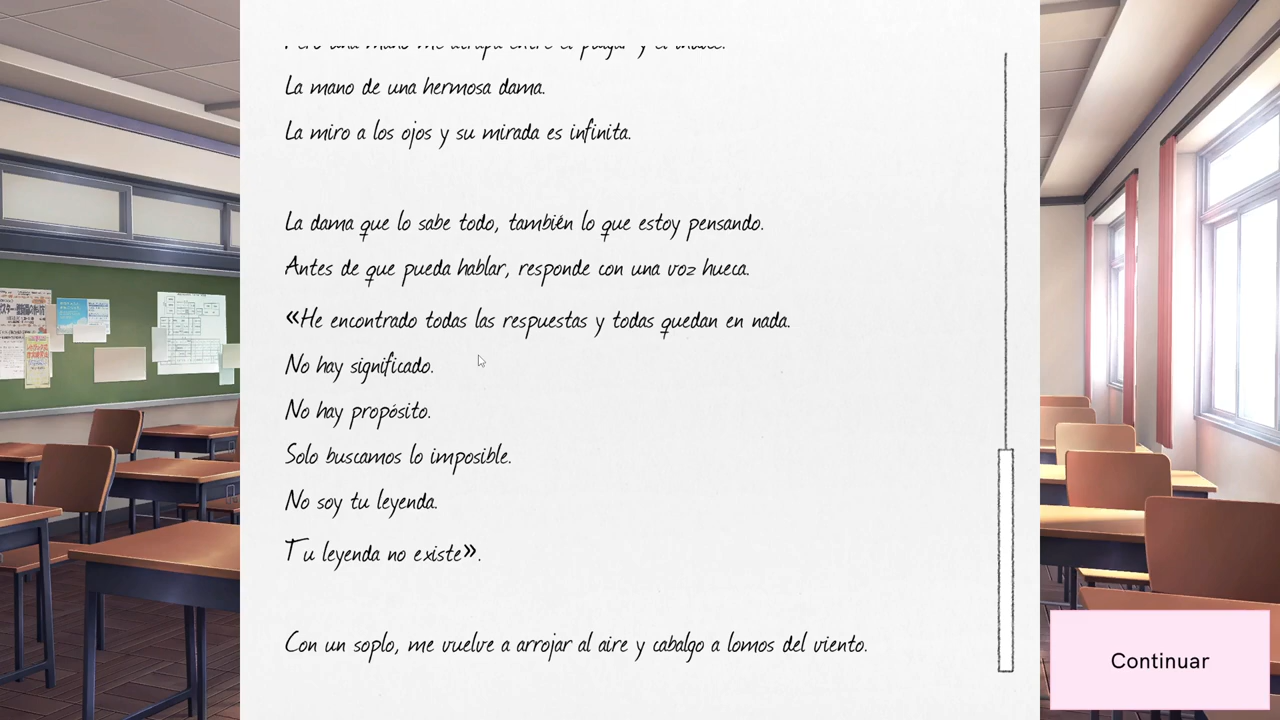 La mano de una hermosa dama.
La miro a los ojos y su mirada es infinita.
La dama que lo sabe todo, también lo que estoy pensando.
Antes de que pueda hablar, responde con una voz hueca.
«He encontrado todas las respuestas y todas quedan en nada.
No hay significado.
No hay propósito.
Solo buscamos lo imposible.
No soy tu leyenda.
Tu leyenda no existe».
Con un soplo, me vuelve a arrojar al aire y cabalgo a lomos del viento.
Continuar